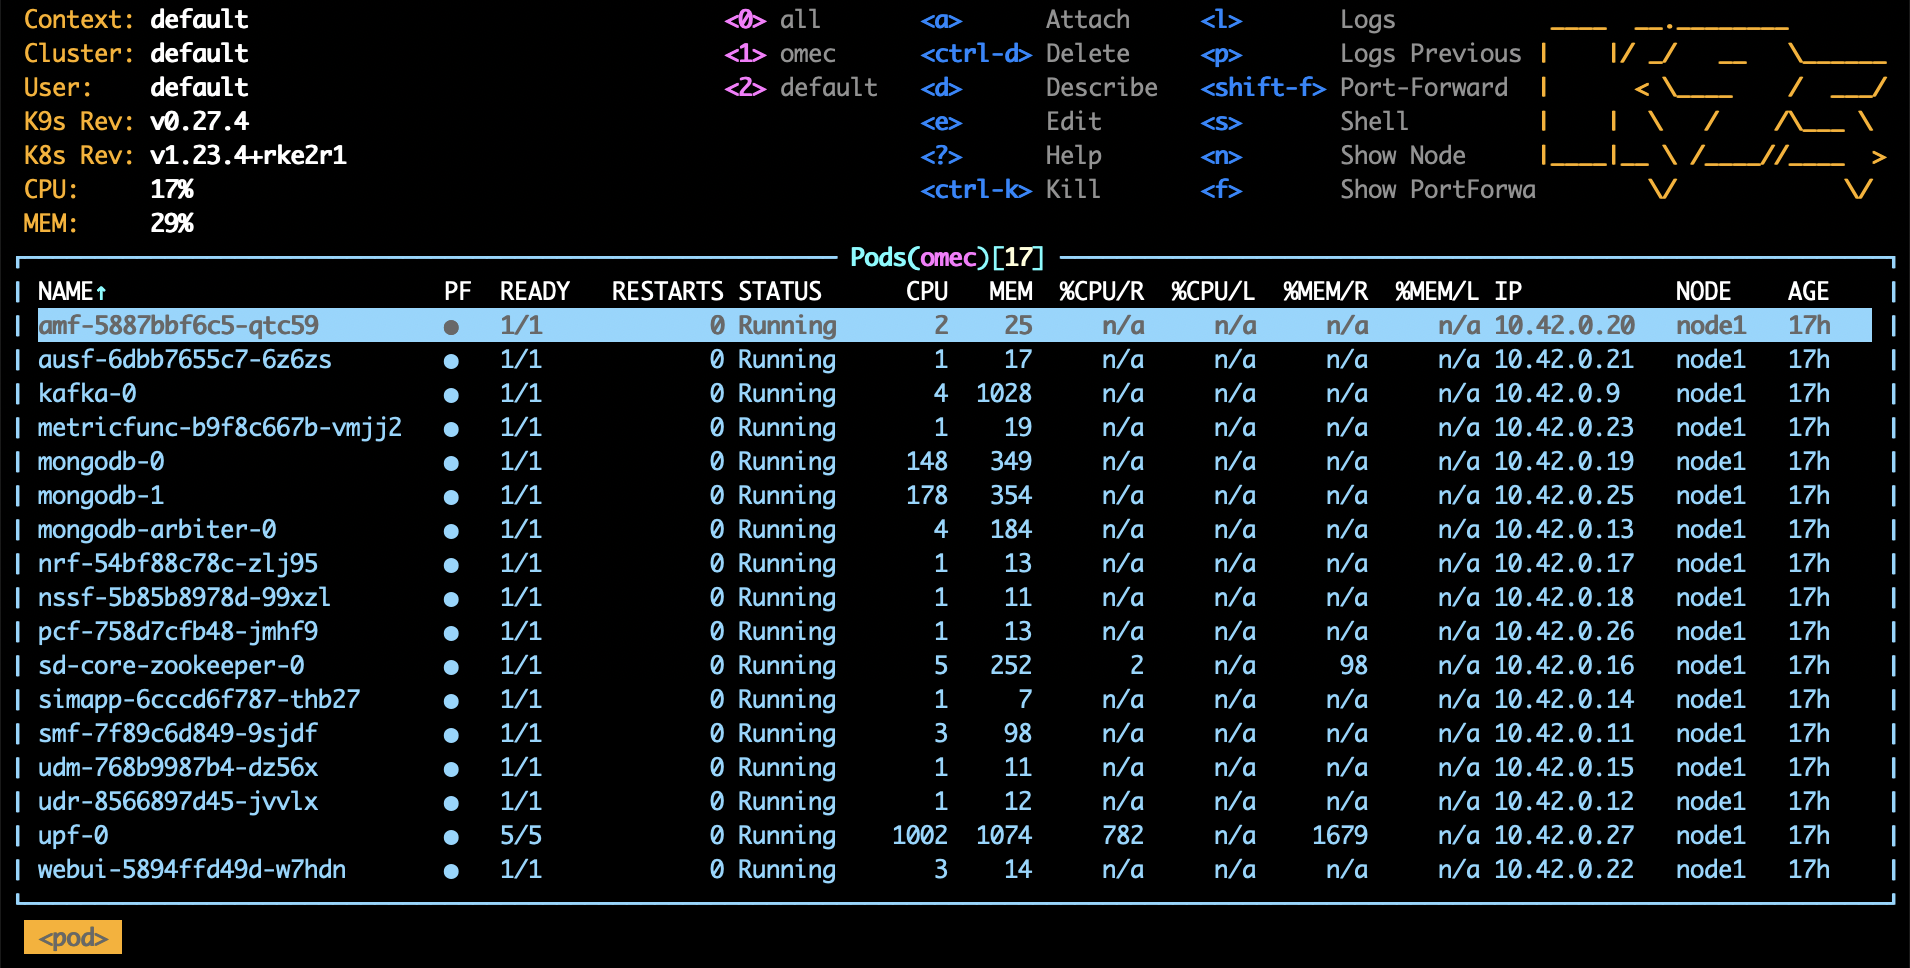 Context: default <0> all <a> Attach <l> Logs
Cluster: default <1> omec <ctrl-d> Delete <p> Logs Previous
User: default <2> default <d> Describe <shift-f> Port-Forward
K9s Rev: v0.27.4 <e> Edit <s> Shell
K8s Rev: v1.23.4+rke2r1 <?> Help <n> Show Node
CPU: 17% <ctrl-k> Kill <f> Show PortForwa
MEM: 29%
Pods(omec)[17]
NAME↑ PF READY RESTARTS STATUS CPU MEM %CPU/R %CPU/L %MEM/R %MEM/L IP NODE AGE
amf-5887bbf6c5-qtc59 ● 1/1 0 Running 2 25 n/a n/a n/a n/a 10.42.0.20 node1 17h
ausf-6dbb7655c7-6z6zs ● 1/1 0 Running 1 17 n/a n/a n/a n/a 10.42.0.21 node1 17h
kafka-0 ● 1/1 0 Running 4 1028 n/a n/a n/a n/a 10.42.0.9 node1 17h
metricfunc-b9f8c667b-vmjj2 ● 1/1 0 Running 1 19 n/a n/a n/a n/a 10.42.0.23 node1 17h
mongodb-0 ● 1/1 0 Running 148 349 n/a n/a n/a n/a 10.42.0.19 node1 17h
mongodb-1 ● 1/1 0 Running 178 354 n/a n/a n/a n/a 10.42.0.25 node1 17h
mongodb-arbiter-0 ● 1/1 0 Running 4 184 n/a n/a n/a n/a 10.42.0.13 node1 17h
nrf-54bf88c78c-zlj95 ● 1/1 0 Running 1 13 n/a n/a n/a n/a 10.42.0.17 node1 17h
nssf-5b85b8978d-99xzl ● 1/1 0 Running 1 11 n/a n/a n/a n/a 10.42.0.18 node1 17h
pcf-758d7cfb48-jmhf9 ● 1/1 0 Running 1 13 n/a n/a n/a n/a 10.42.0.26 node1 17h
sd-core-zookeeper-0 ● 1/1 0 Running 5 252 2 n/a 98 n/a 10.42.0.16 node1 17h
simapp-6cccd6f787-thb27 ● 1/1 0 Running 1 7 n/a n/a n/a n/a 10.42.0.14 node1 17h
smf-7f89c6d849-9sjdf ● 1/1 0 Running 3 98 n/a n/a n/a n/a 10.42.0.11 node1 17h
udm-768b9987b4-dz56x ● 1/1 0 Running 1 11 n/a n/a n/a n/a 10.42.0.15 node1 17h
udr-8566897d45-jvvlx ● 1/1 0 Running 1 12 n/a n/a n/a n/a 10.42.0.12 node1 17h
upf-0 ● 5/5 0 Running 1002 1074 782 n/a 1679 n/a 10.42.0.27 node1 17h
webui-5894ffd49d-w7hdn ● 1/1 0 Running 3 14 n/a n/a n/a n/a 10.42.0.22 node1 17h
<pod>